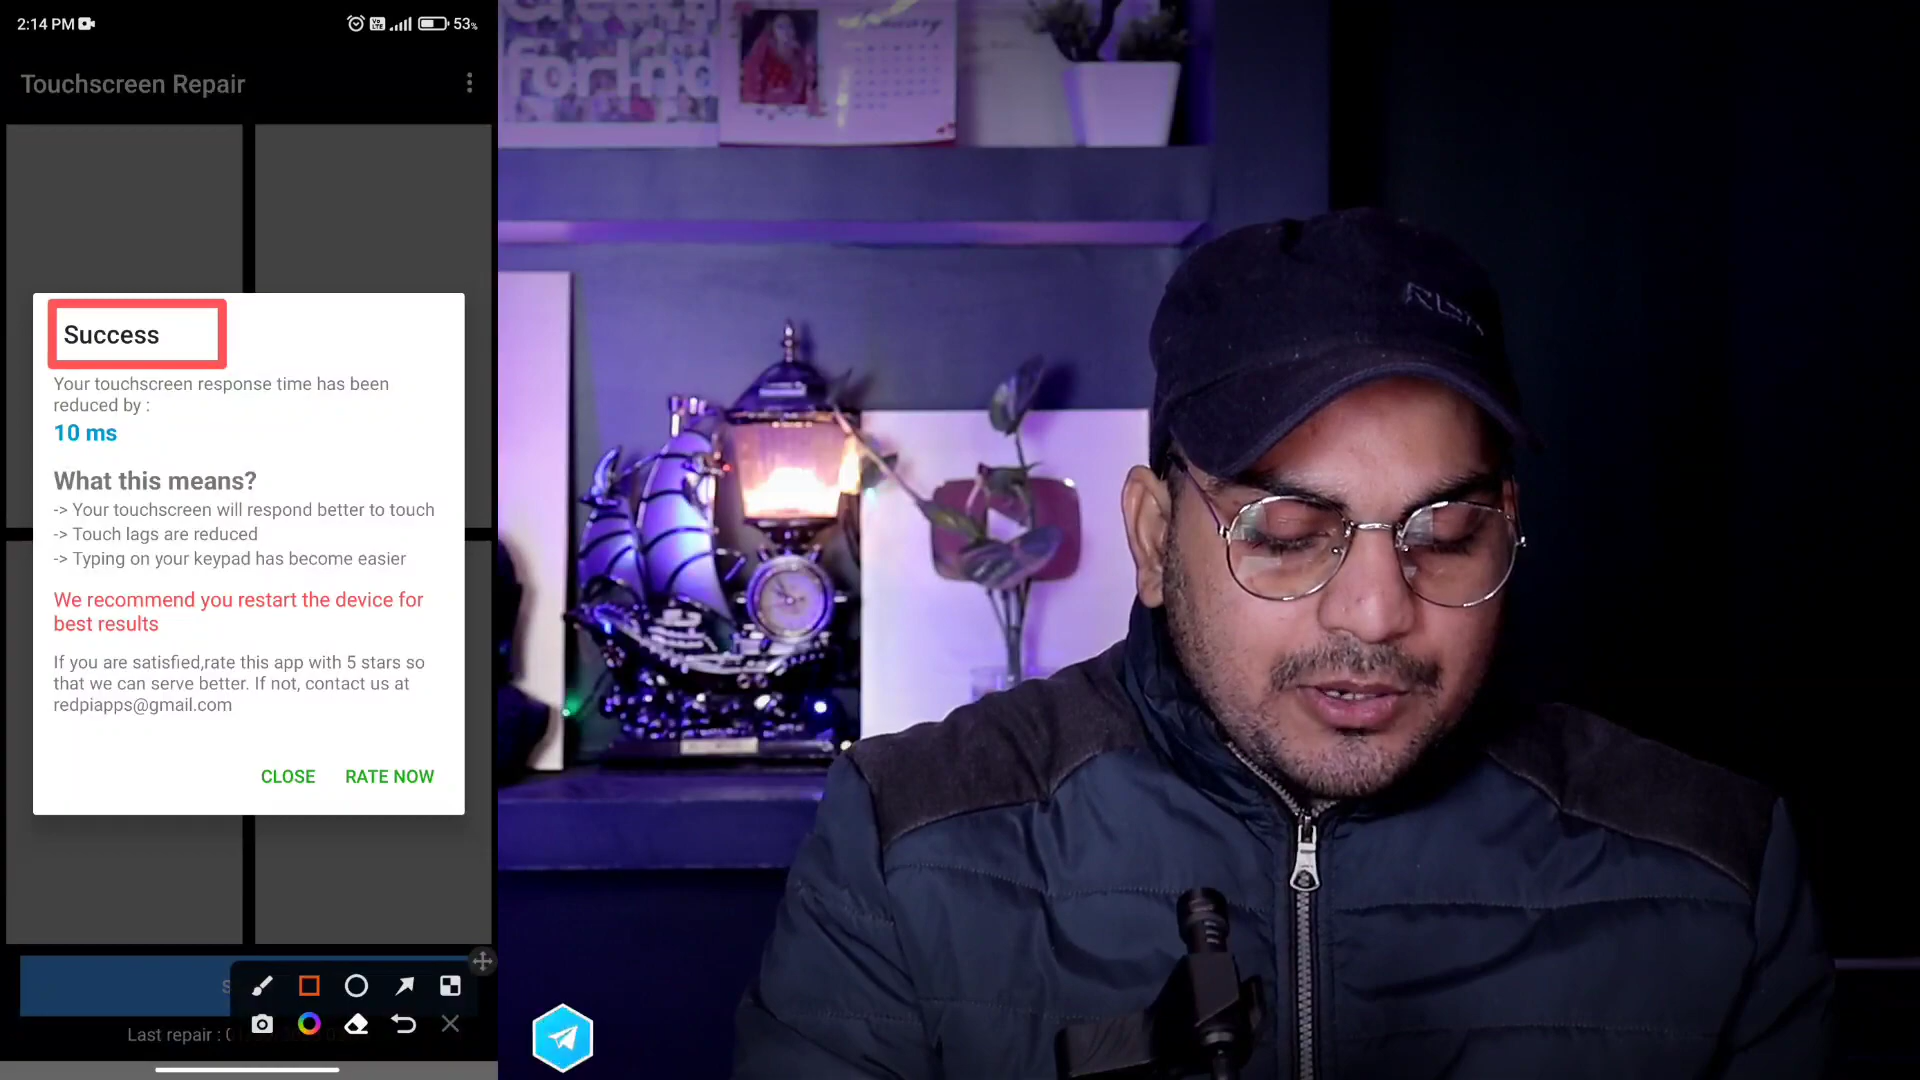 2:14 PM
53%
Touchscreen Repair
Success
Your touchscreen response time has been
reduced by :
10 ms
What this means?
-> Your touchscreen will respond better to touch
-> Touch lags are reduced
-> Typing on your keypad has become easier
We recommend you restart the device for
best results
If you are satisfied,rate this app with 5 stars so
that we can serve better. If not, contact us at
redpiapps@gmail.com
CLOSE RATE NOW
Last repair :
January